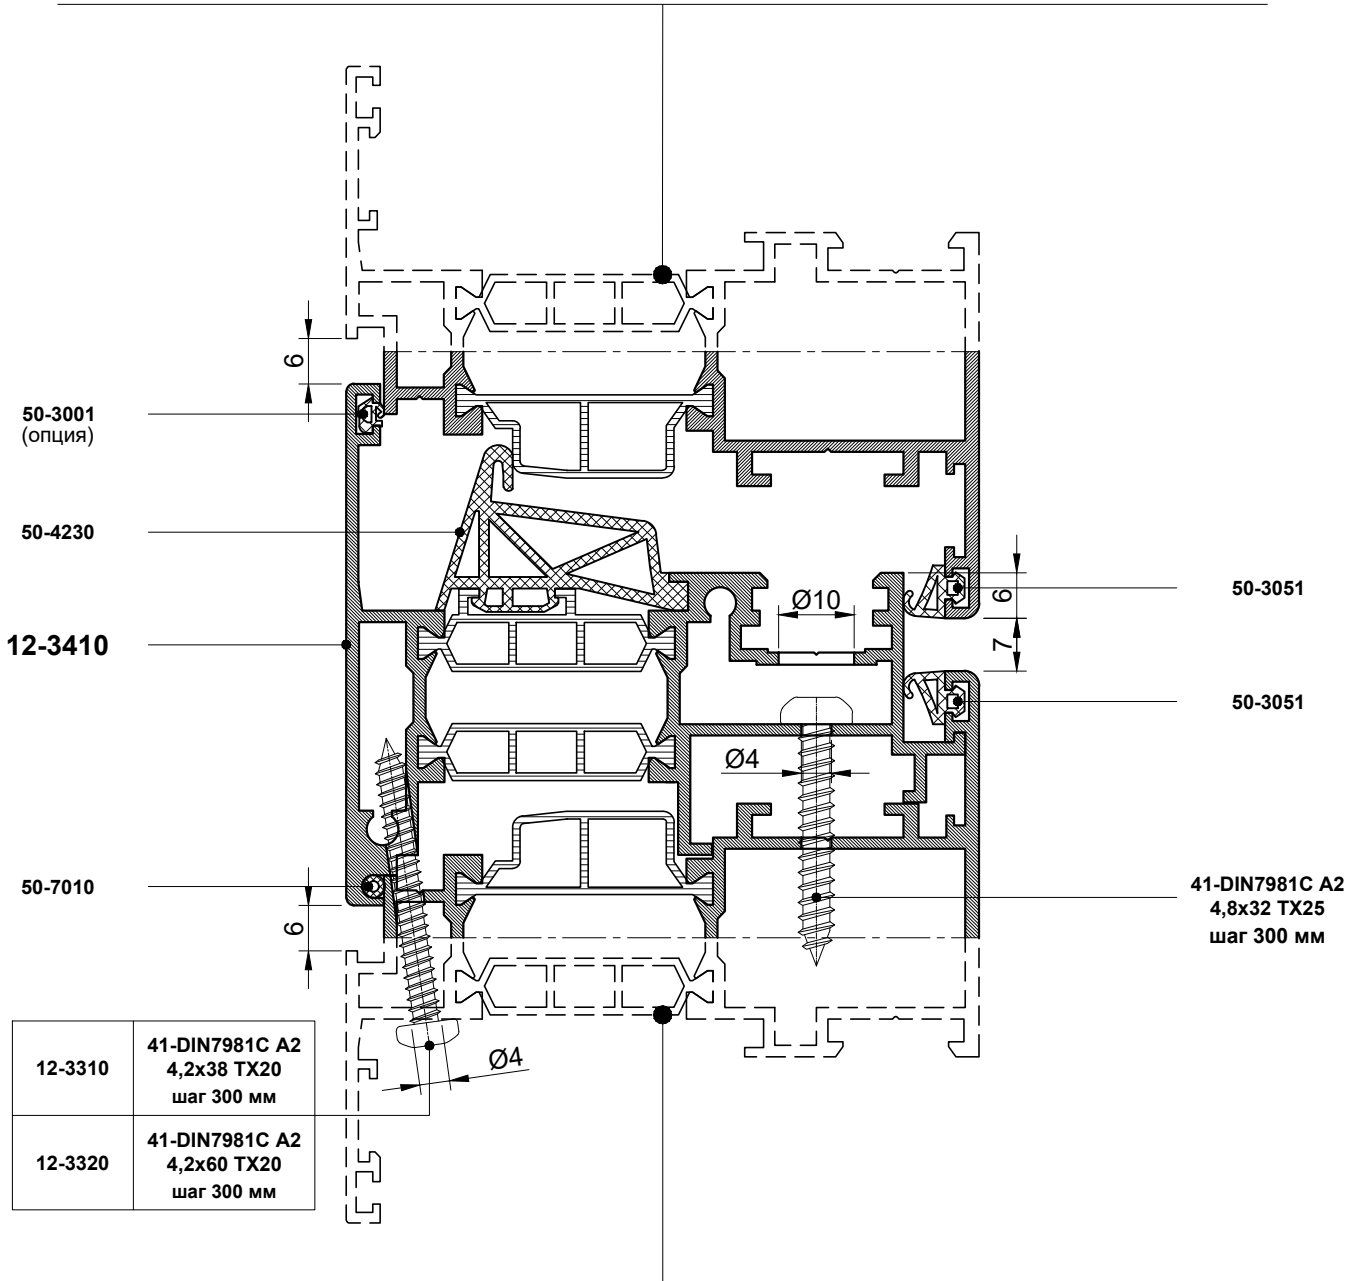 6
50-3001
(опция)
50-4230
12-3410
Ø10
6
50-3051
7
50-3051
Ø4
50-7010
6
41-DIN7981C A2
4,8x32 TX25
шаг 300 мм
12-3310
41-DIN7981C A2
4,2x38 TX20
шаг 300 мм
Ø4
12-3320
41-DIN7981C A2
4,2x60 TX20
шаг 300 мм